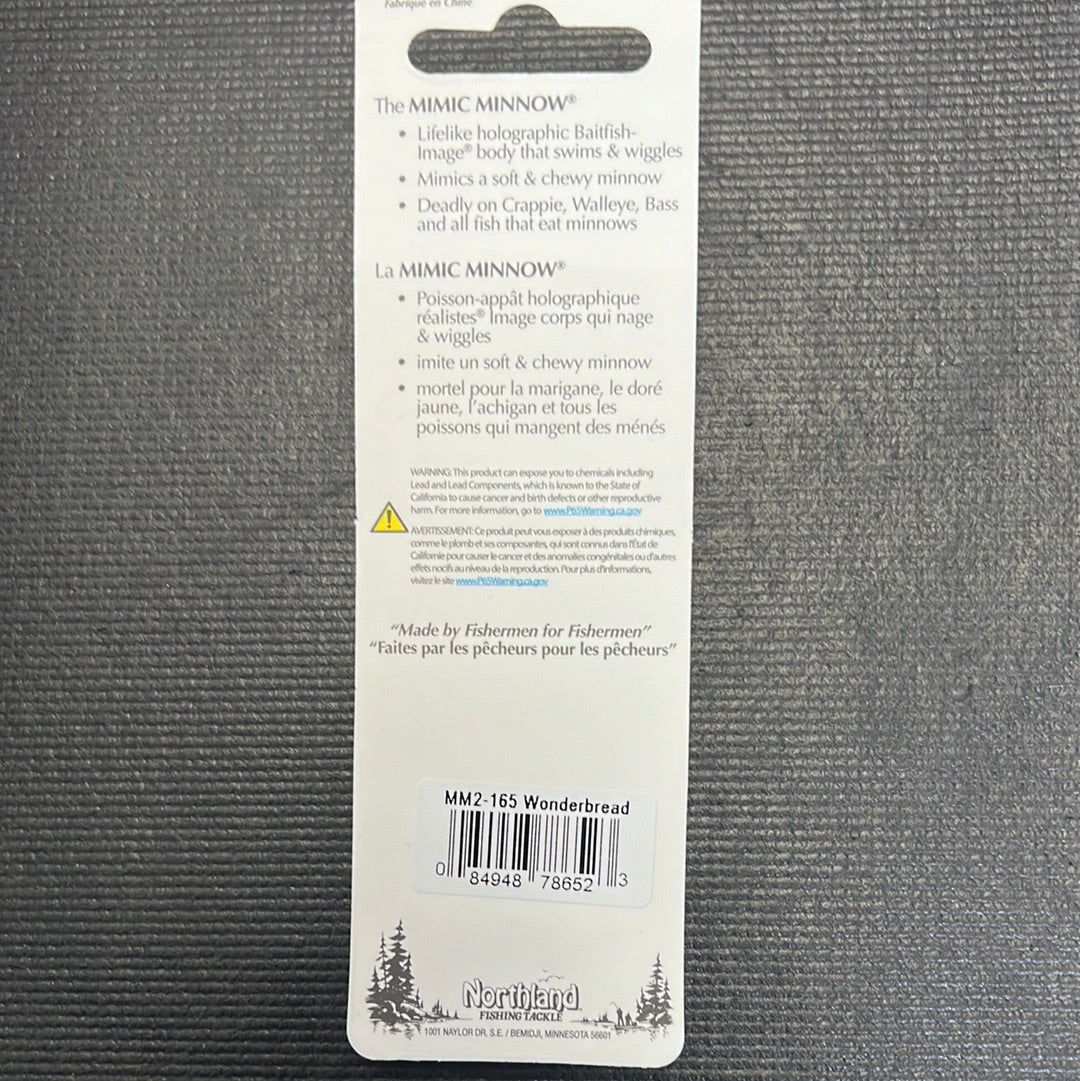 Fabriqué en Chine
The MIMIC MINNOW®
• Lifelike holographic Baitfish-
Image® body that swims & wiggles
• Mimics a soft & chewy minnow
• Deadly on Crappie, Walleye, Bass
and all fish that eat minnows
La MIMIC MINNOW®
• Poisson-appât holographique
réalistes® Image corps qui nage
& wiggles
• imite un soft & chewy minnow
• mortel pour la marigane, le doré
jaune, l'achigan et tous les
poissons qui mangent des ménés
WARNING: This product can expose you to chemicals including
Lead and Lead Components, which is known to the State of
California to cause cancer and birth defects or other reproductive
harm. For more information, go to www.P65Warning.ca.gov
AVERTISSEMENT: Ce produit peut vous exposer à des produits chimiques,
comme le plomb et ses composantes, qui sont connus dans l'État de
Californie pour causer le cancer et des anomalies congénitales ou d'autres
effets nocifs au niveau de la reproduction. Pour plus d'informations,
visitez le site www.P65Warning.ca.gov
"Made by Fishermen for Fishermen"
"Faites par les pêcheurs pour les pêcheurs"
MM2-165 Wonderbread
0 84948 78652 3
Northland
FISHING TACKLE
1001 NAYLOR DR. S.E. / BEMIDJI, MINNESOTA 56601